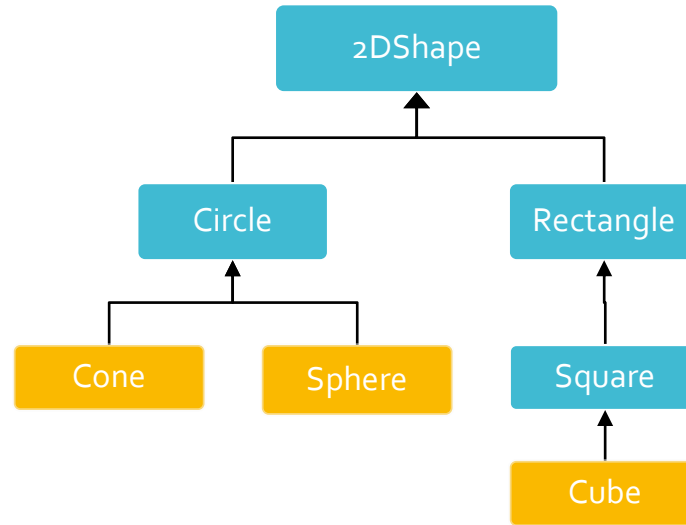 2DShape
Circle
Rectangle
Cone
Sphere
Square
Cube